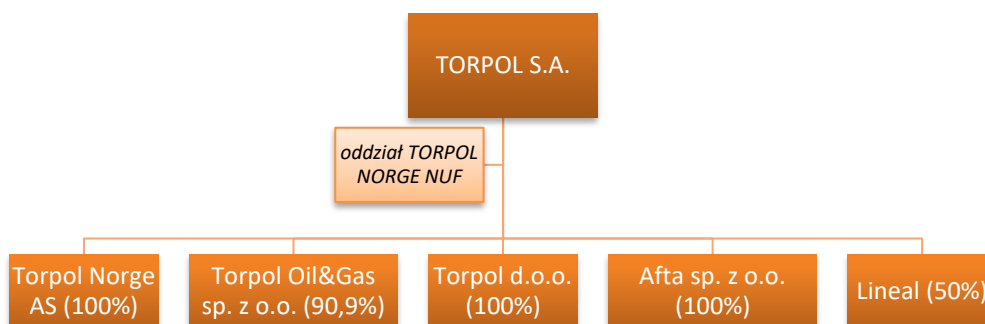 TORPOL S.A.
oddział TORPOL
NORGE NUF
Torpol Norge
AS (100%)
Torpol Oil&Gas
sp. z o.o. (90,9%)
Torpol d.o.o.
(100%)
Afta sp. z o.o.
(100%)
Lineal (50%)